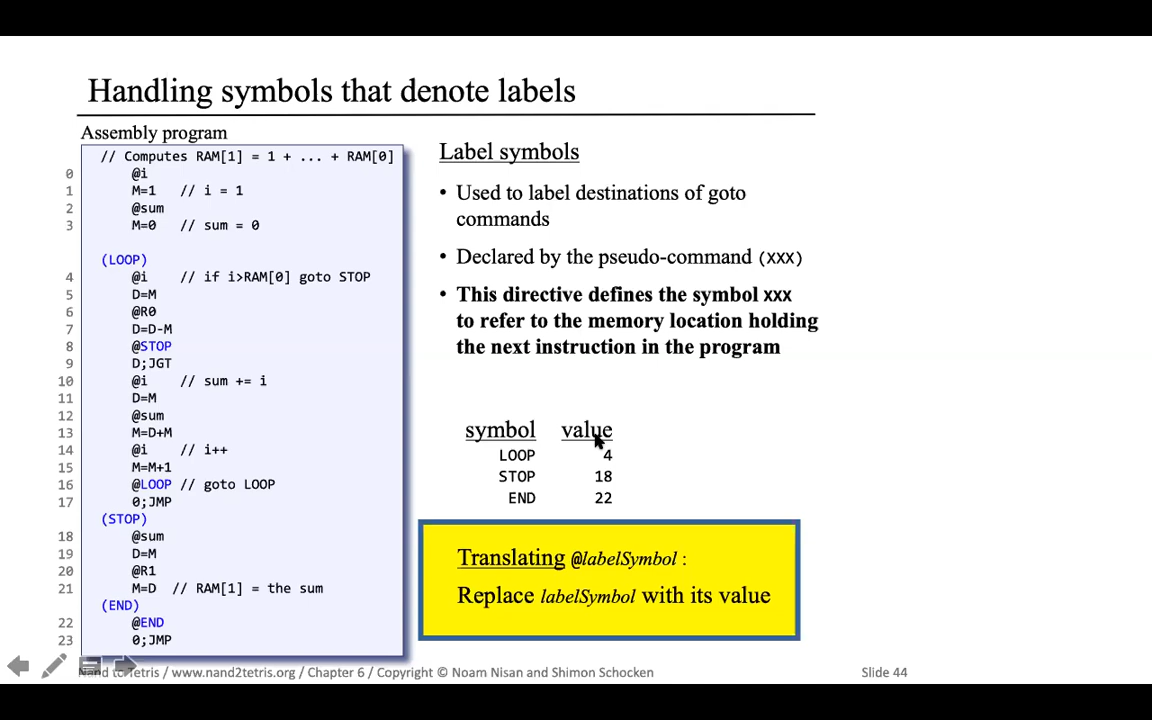 Handling symbols that denote labels
Assembly program
// Computes RAM[1] = 1 + ... + RAM[0]
0 @i
1 M=1 // i = 1
2 @sum
3 M=0 // sum = 0
(LOOP)
4 @i // if i>RAM[0] goto STOP
5 D=M
6 @R0
7 D=D-M
8 @STOP
9 D;JGT
10 @i // sum += i
11 D=M
12 @sum
13 M=D+M
14 @i // i++
15 M=M+1
16 @LOOP // goto LOOP
17 0;JMP
(STOP)
18 @sum
19 D=M
20 @R1
21 M=D // RAM[1] = the sum
(END)
22 @END
23 0;JMP
Label symbols
• Used to label destinations of goto
commands
• Declared by the pseudo-command (XXX)
• This directive defines the symbol XXX
to refer to the memory location holding
the next instruction in the program
symbol value
LOOP 4
STOP 18
END 22
Translating @labelSymbol :
Replace labelSymbol with its value
Nand to Tetris / www.nand2tetris.org / Chapter 6 / Copyright © Noam Nisan and Shimon Schocken
Slide 44